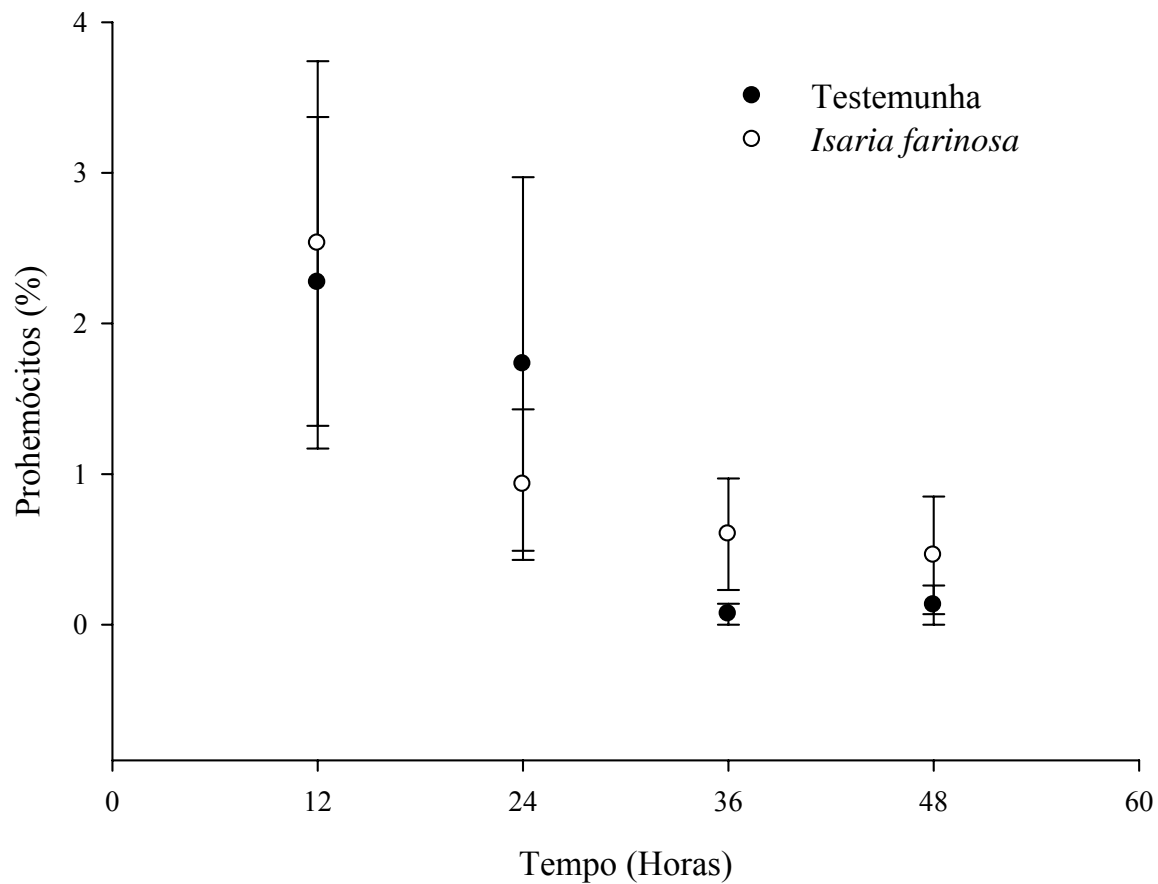 4
3
2
1
0
Prohemócitos (%)
Testemunha
Isaria farinosa
0 12 24 36 48 60
Tempo (Horas)